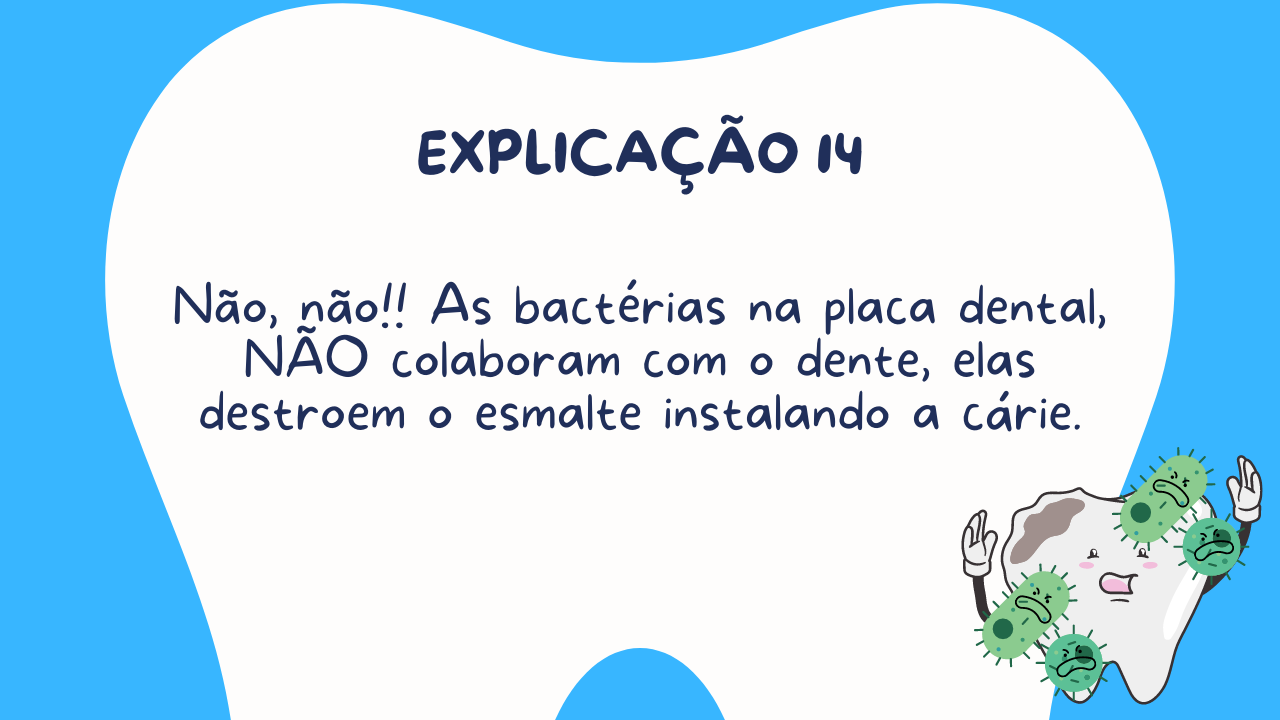 EXPLICAÇÃO 14
Não, não!! As bactérias na placa dental,
NÃO colaboram com o dente, elas
destroem o esmalte instalando a cárie.